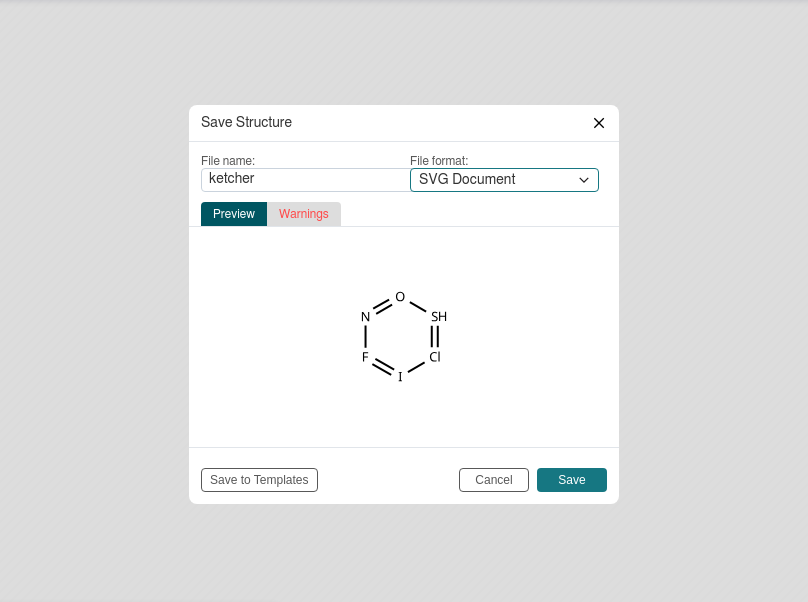 Save Structure
File name:
File format:
ketcher
SVG Document
Preview
Warnings
O
N
SH
F
Cl
I
Save to Templates
Cancel
Save